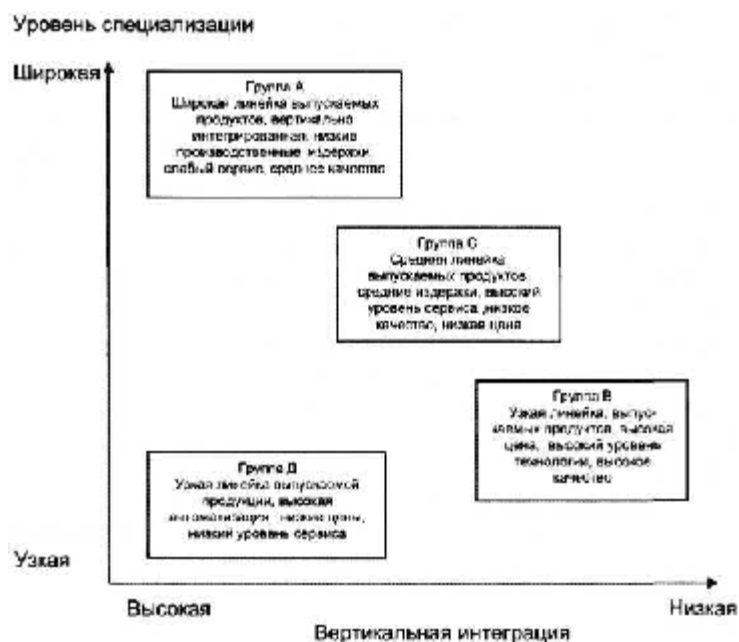 Уровень специализации
Широкая
Группа А
Широкая линейка выпускаемых
продуктов, вертикально
интегрированная, низкие
производственные издержки,
слабый сервис, среднее качество
Группа С
Средняя линейка
выпускаемых продуктов
средние издержки, высокий
уровень сервиса ,низкое
качество, низкая цена
Группа В
Узкая линейка, выпус-
каемых продуктов, высокая
цена, высокий уровень
технологии, высокое
качество
Группа Д
Узкая линейка выпускаемой
продукции, высокая
автоматизация , низкие цены,
низкий уровень сервиса
Узкая
Высокая
Низкая
Вертикальная интеграция